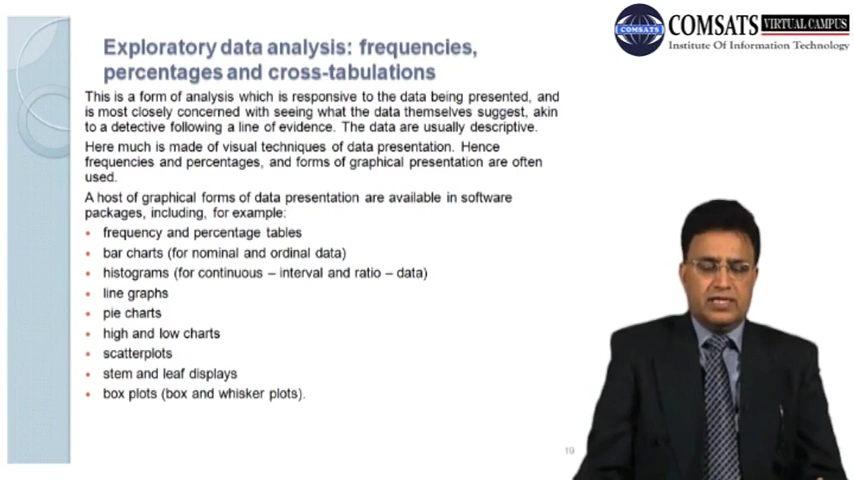 COMSATS VIRTUAL CAMPUS
COMSATS
Institute Of Information Technology
Exploratory data analysis: frequencies,
percentages and cross-tabulations
This is a form of analysis which is responsive to the data being presented, and
is most closely concerned with seeing what the data themselves suggest, akin
to a detective following a line of evidence. The data are usually descriptive.
Here much is made of visual techniques of data presentation. Hence
frequencies and percentages, and forms of graphical presentation are often
used.
A host of graphical forms of data presentation are available in software
packages, including, for example:
• frequency and percentage tables
• bar charts (for nominal and ordinal data)
• histograms (for continuous – interval and ratio – data)
• line graphs
• pie charts
• high and low charts
• scatterplots
• stem and leaf displays
• box plots (box and whisker plots).
19